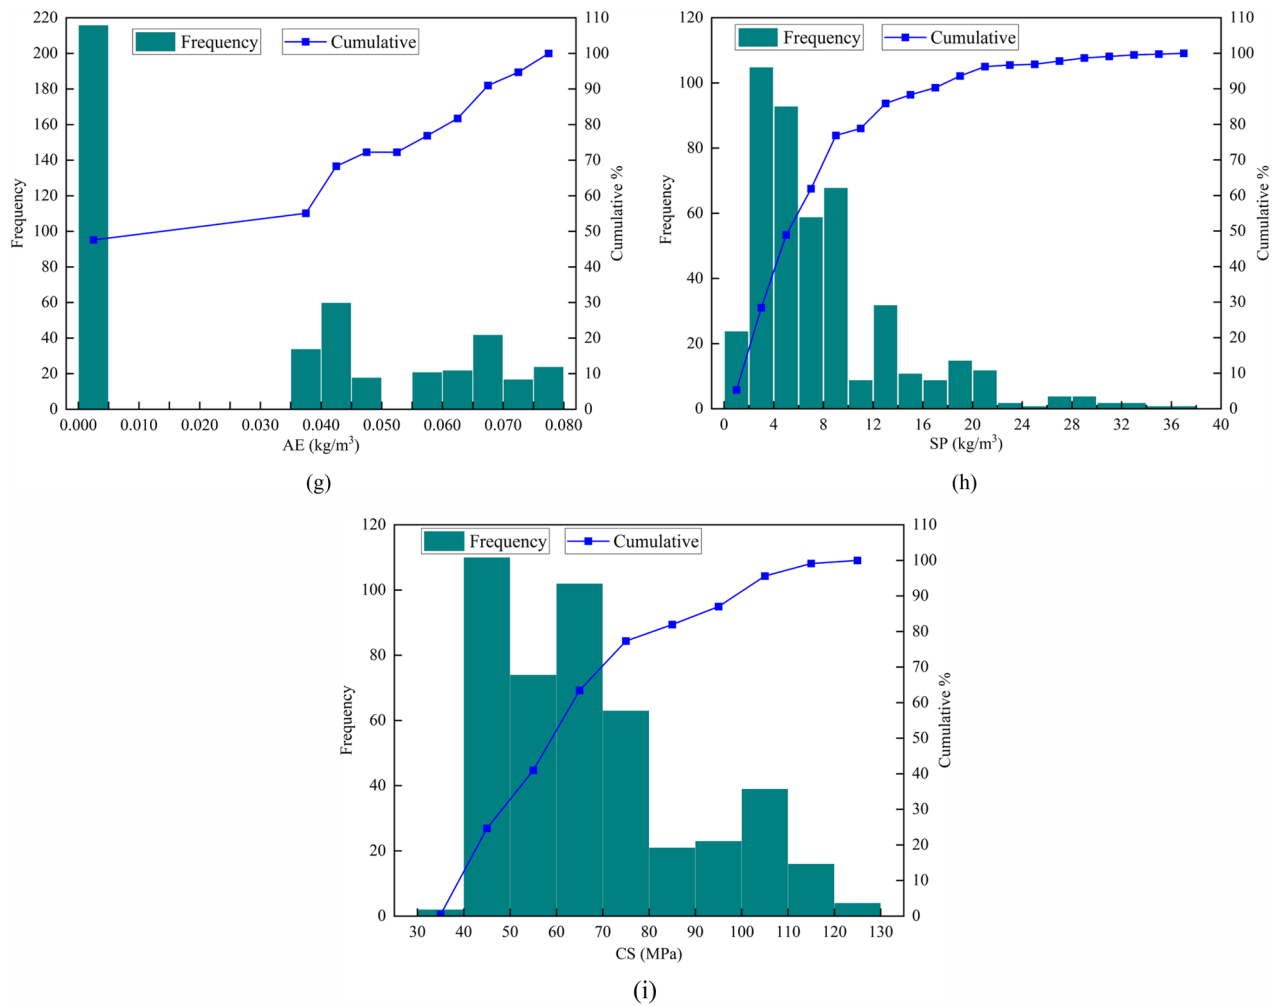 220
200
180
160
140
120
100
80
60
40
20
0
Frequency
Frequency
Cumulative
110
100
90
80
70
60
50
40
30
20
10
0
Cumulative %
0.000 0.010 0.020 0.030 0.040 0.050 0.060 0.070 0.080
AE (kg/m³)
(g)
120
100
80
60
40
20
0
Frequency
Frequency
Cumulative
110
100
90
80
70
60
50
40
30
20
10
0
Cumulative %
0 4 8 12 16 20 24 28 32 36 40
SP (kg/m³)
(h)
120
100
80
60
40
20
0
Frequency
Frequency
Cumulative
110
100
90
80
70
60
50
40
30
20
10
0
Cumulative %
30 40 50 60 70 80 90 100 110 120 130
CS (MPa)
(i)